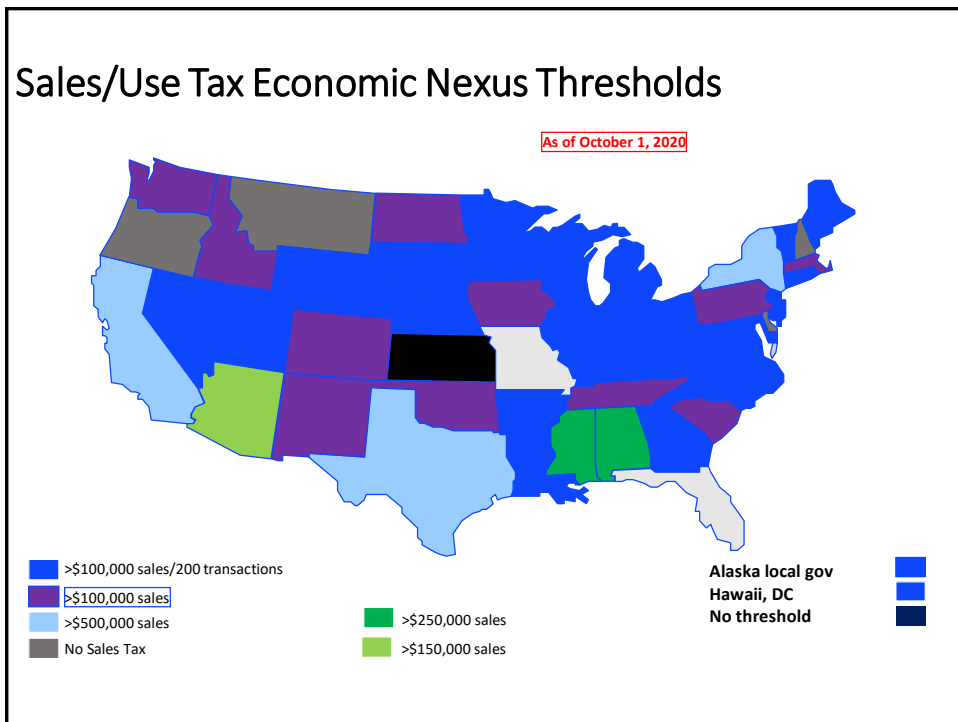 Sales/Use Tax Economic Nexus Thresholds
As of October 1, 2020
>$100,000 sales/200 transactions
>$100,000 sales
>$500,000 sales
No Sales Tax
>$250,000 sales
>$150,000 sales
Alaska local gov
Hawaii, DC
No threshold